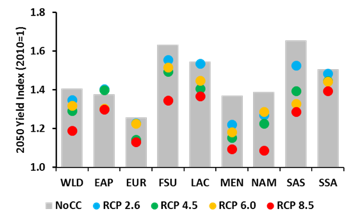 2050 Yield Index (2010=1)
1.8
1.6
1.4
1.2
1.0
WLD EAP EUR FSU LAC MEN NAM SAS SSA
NoCC RCP 2.6 RCP 4.5 RCP 6.0 RCP 8.5